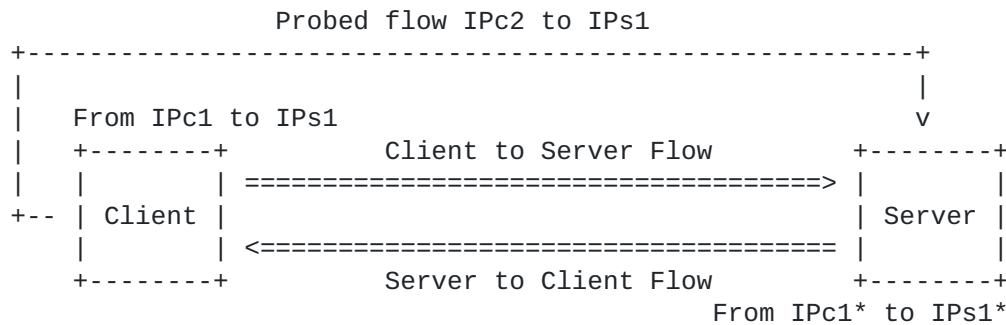 Probed flow IPc2 to IPs1
From IPc1 to IPs1
Client to Server Flow
Client
Server
Server to Client Flow
From IPc1* to IPs1*